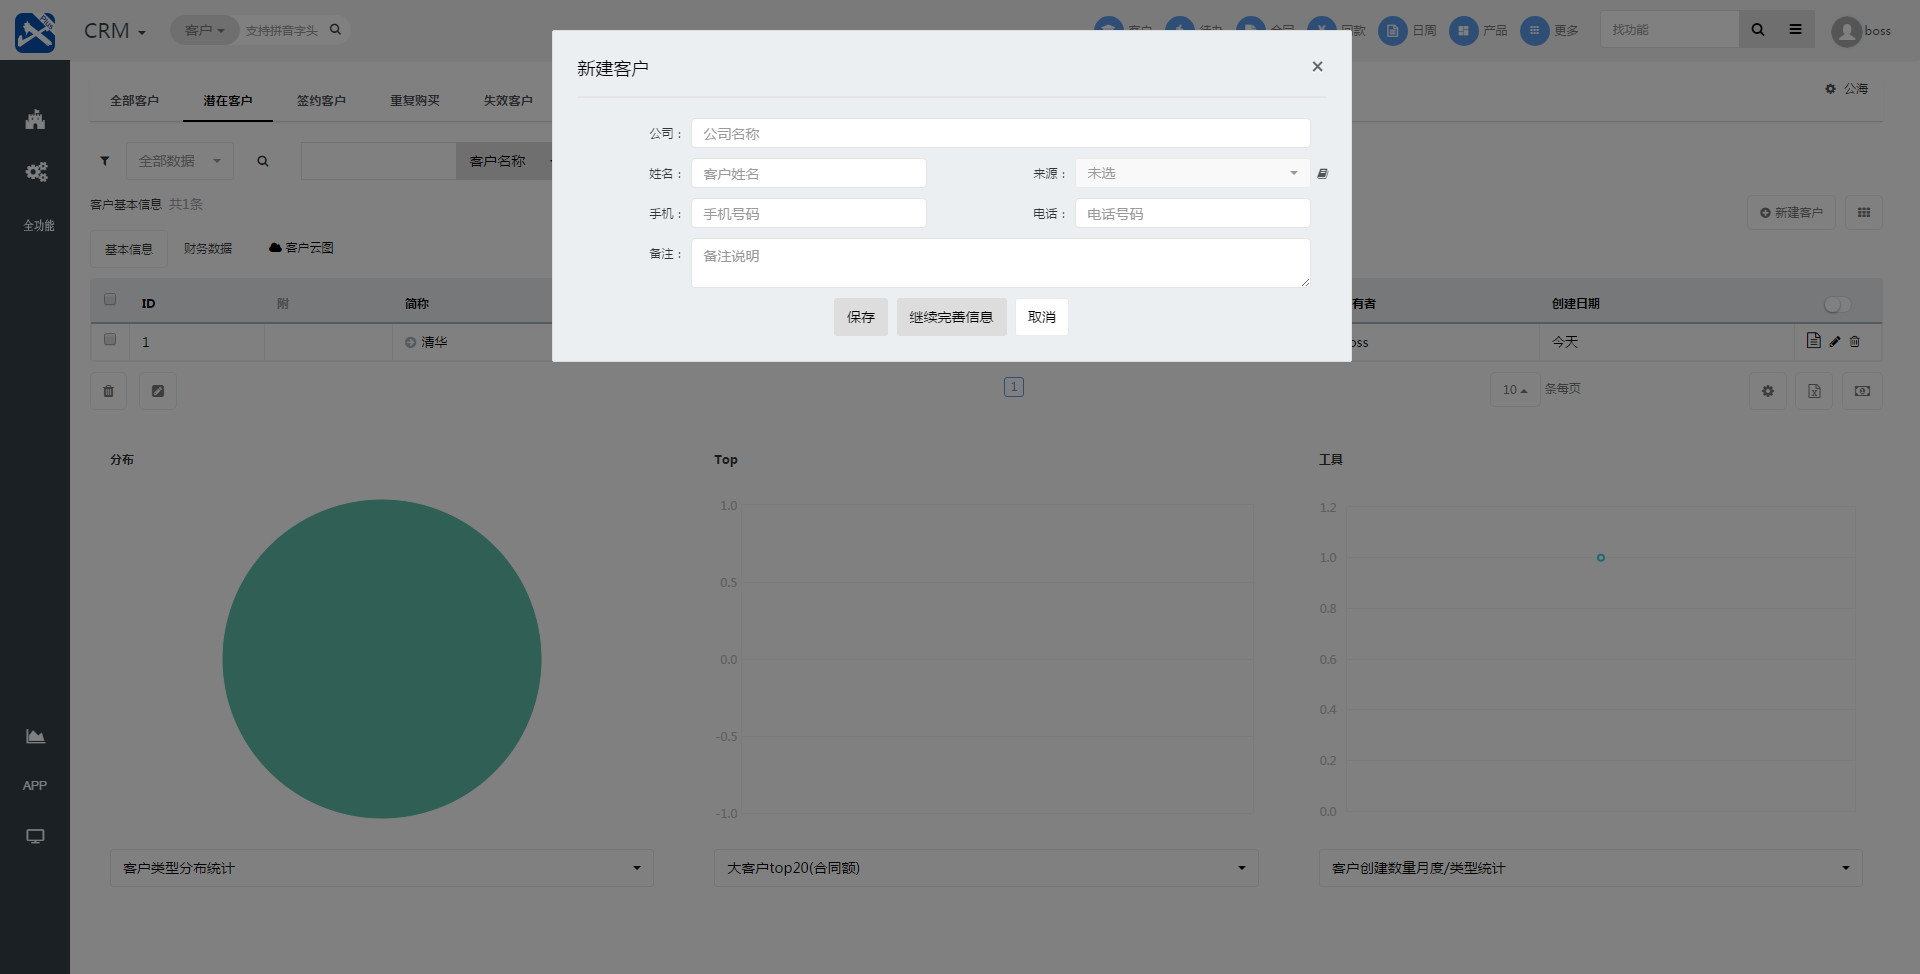 Plus
CRM
客户
支持拼音字头
日周
产品
更多
找功能
boss
全部客户
潜在客户
签约客户
重复购买
失效客户
公海
全部数据
客户名称
全功能
客户基本信息 共1条
新建客户
基本信息
财务数据
客户云图
ID
附
简称
有者
创建日期
1
清华
oss
今天
1
10
条每页
新建客户
×
公司：
公司名称
姓名：
客户姓名
来源：
未选
手机：
手机号码
电话：
电话号码
备注：
备注说明
保存
继续完善信息
取消
分布
Top
工具
1.0
0.5
0.0
-0.5
-1.0
1.2
1.0
0.8
0.6
0.4
0.2
0.0
APP
客户类型分布统计
大客户top20(合同额)
客户创建数量月度/类型统计